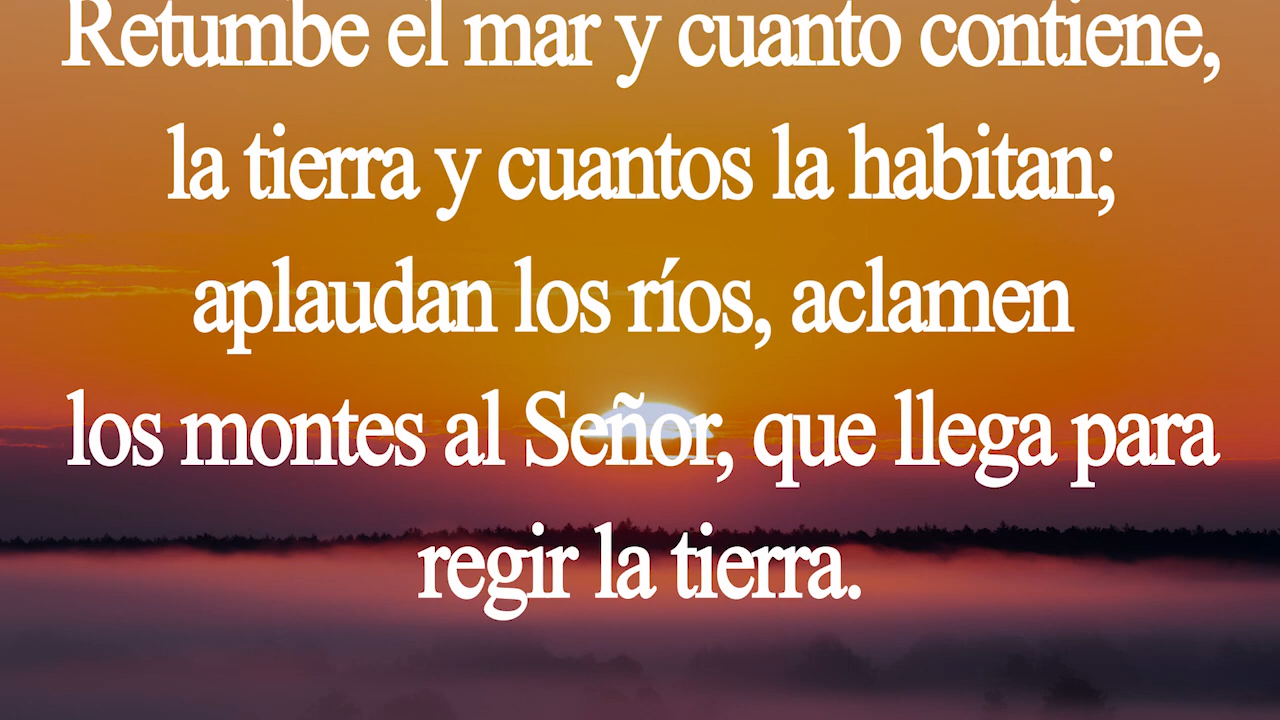 Retumbe el mar y cuanto contiene,
la tierra y cuantos la habitan;
aplaudan los ríos, aclamen
los montes al Señor, que llega para
regir la tierra.